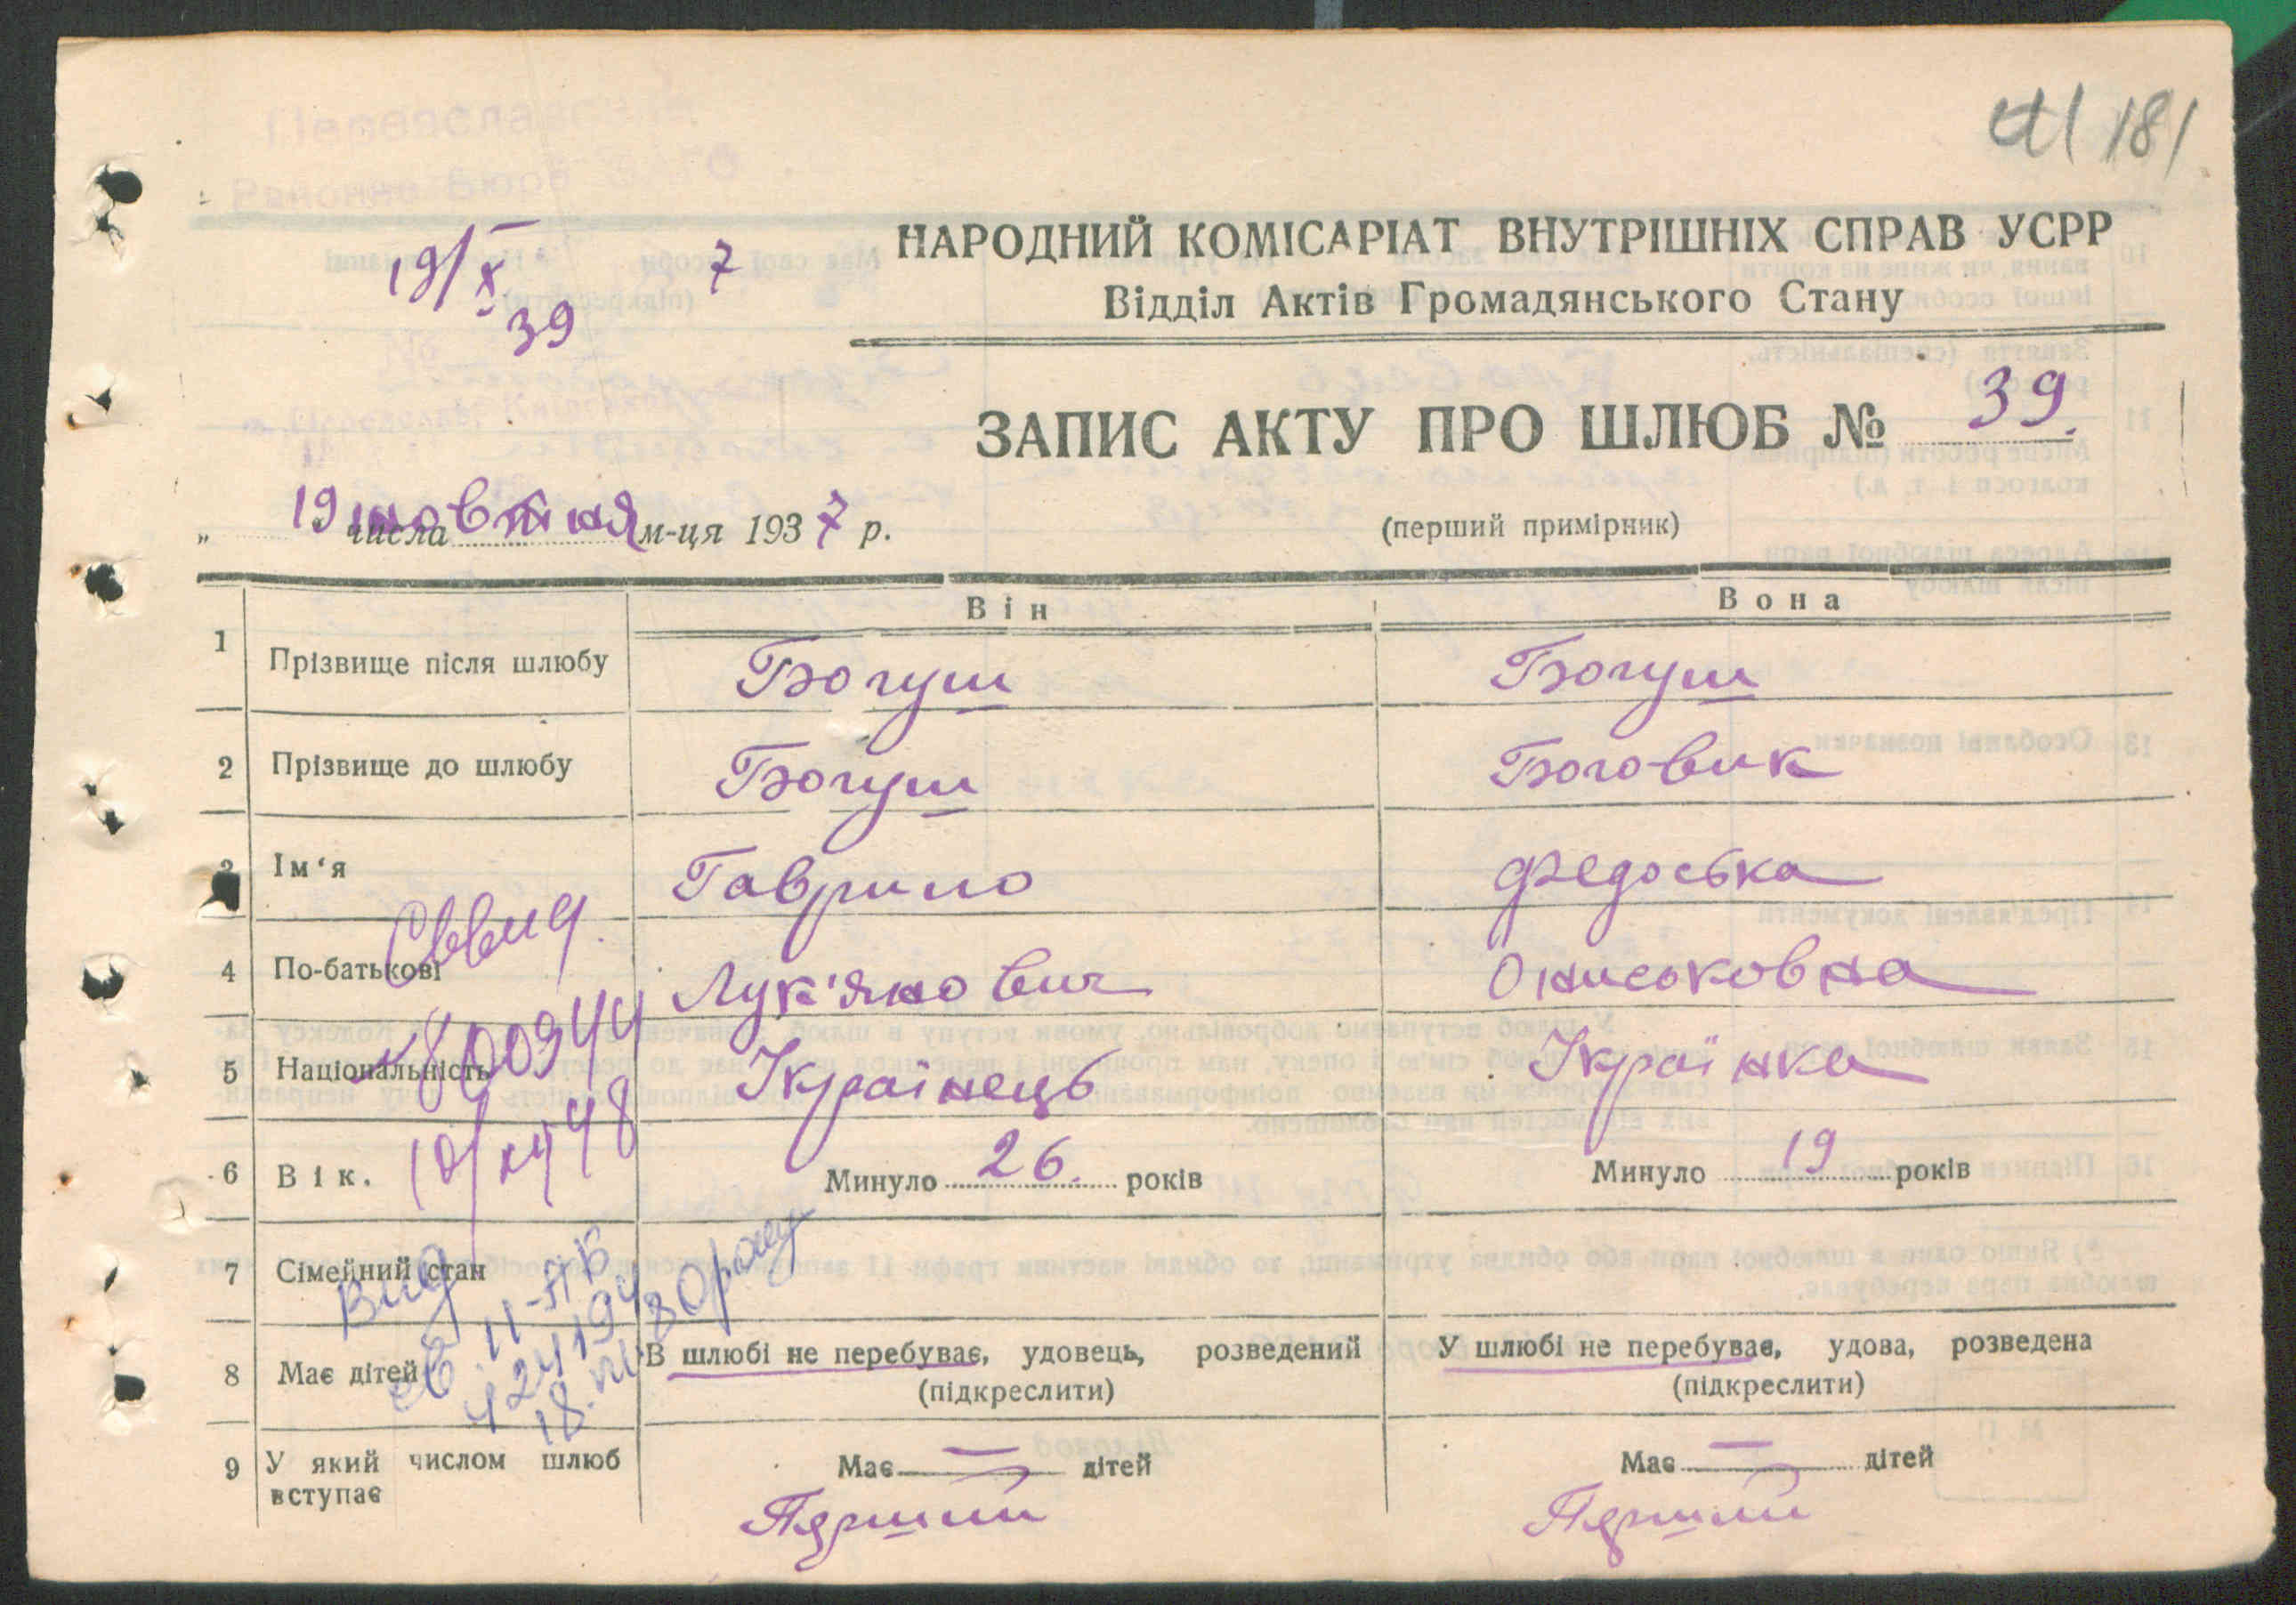 181
19/X 7
39
НАРОДНИЙ КОМІСАРІАТ ВНУТРІШНІХ СПРАВ УСРР
Відділ Актів Громадянського Стану
ЗАПИС АКТУ ПРО ШЛЮБ № 39.
„ 19 " числа жовтня м-ця 1937 р.
(перший примірник)
Він
Вона
1 Прізвище після шлюбу Богуш Богуш
2 Прізвище до шлюбу Богуш Боговик
3 Ім‘я Гаврило Федоська
4 По-батькові Лук'янович Ониськовна
5 Національність Українець Українка
6 Вік. Минуло 26. років Минуло 19 років
7 Сімейний стан
8 Має дітей В шлюбі не перебуває, удовець, розведений У шлюбі не перебуває, удова, розведена
(підкреслити) (підкреслити)
9 У який числом шлюб вступає Має — дітей Має — дітей
Перший Перший
800944